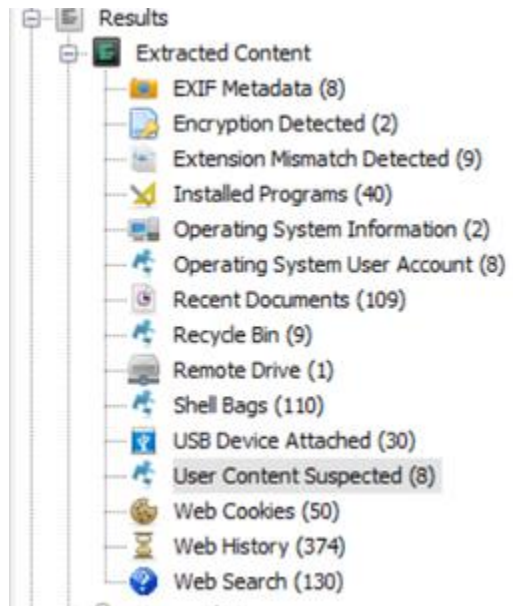 Results
Extracted Content
EXIF Metadata (8)
Encryption Detected (2)
Extension Mismatch Detected (9)
Installed Programs (40)
Operating System Information (2)
Operating System User Account (8)
Recent Documents (109)
Recycle Bin (9)
Remote Drive (1)
Shell Bags (110)
USB Device Attached (30)
User Content Suspected (8)
Web Cookies (50)
Web History (374)
Web Search (130)